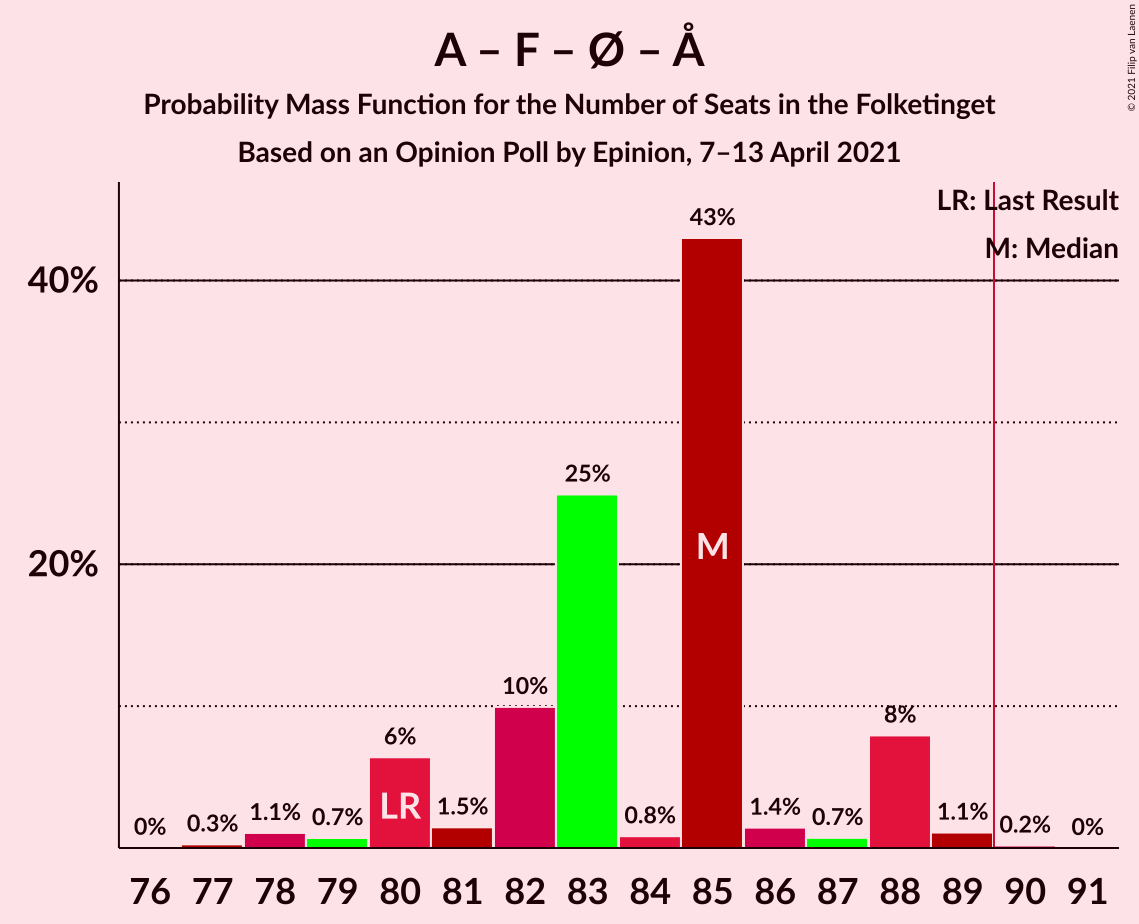 A – F – Ø – Å
Probability Mass Function for the Number of Seats in the Folketinget
Based on an Opinion Poll by Epinion, 7–13 April 2021
© 2021 Filip van Laenen
LR: Last Result
M: Median
40%
20%
0%
0.3%
1.1%
0.7%
6%
1.5%
10%
25%
0.8%
43%
1.4%
0.7%
8%
1.1%
0.2%
0%
LR
M
76 77 78 79 80 81 82 83 84 85 86 87 88 89 90 91